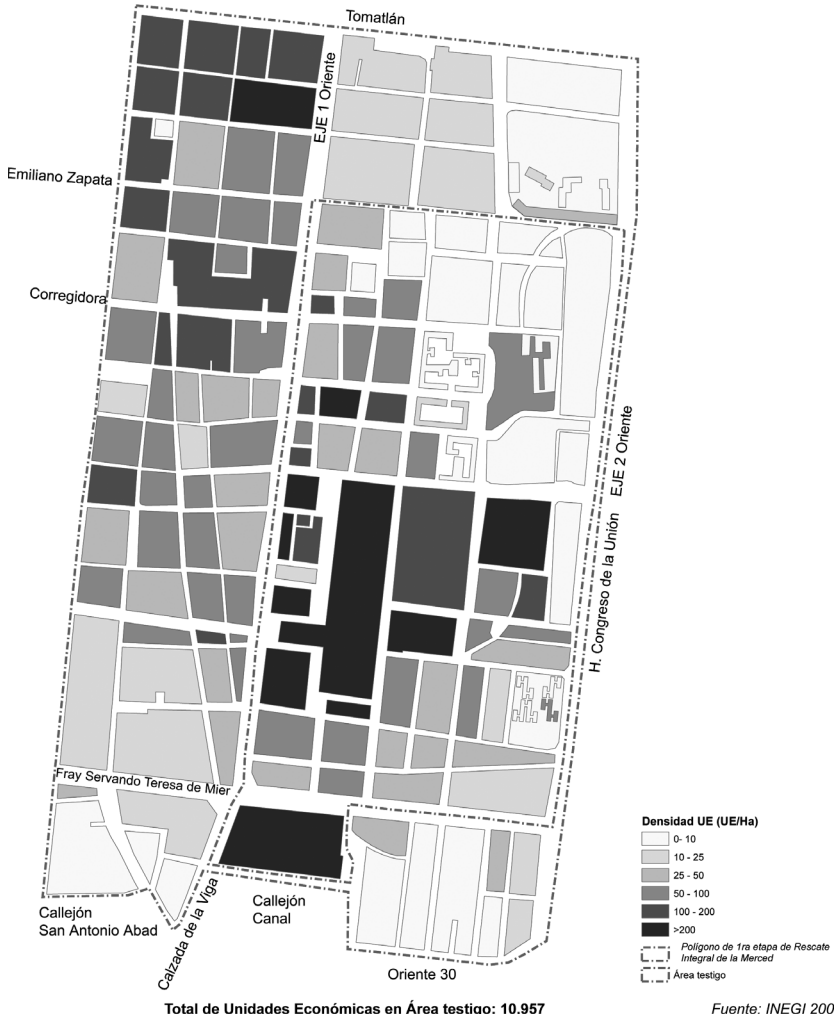 Tomatlán
EJE 1 Oriente
Emiliano Zapata
Corregidora
EJE 2 Oriente
H. Congreso de la Unión
Fray Servando Teresa de Mier
Callejón
San Antonio Abad
Calzada de la Viga
Callejón
Canal
Oriente 30
Densidad UE (UE/Ha)
0- 10
10 - 25
25 - 50
50 - 100
100 - 200
>200
Polígono de 1ra etapa de Rescate
Integral de la Merced
Área testigo
Total de Unidades Económicas en Área testigo: 10.957
Fuente: INEGI 200